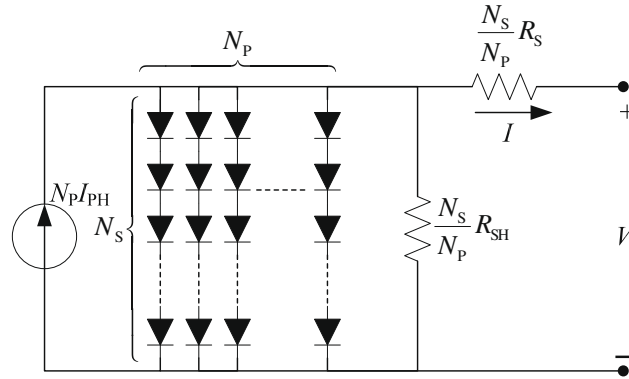 N_P
N_S/N_P R_S
I
+
N_P I_PH
N_S
N_S/N_P R_SH
V
−